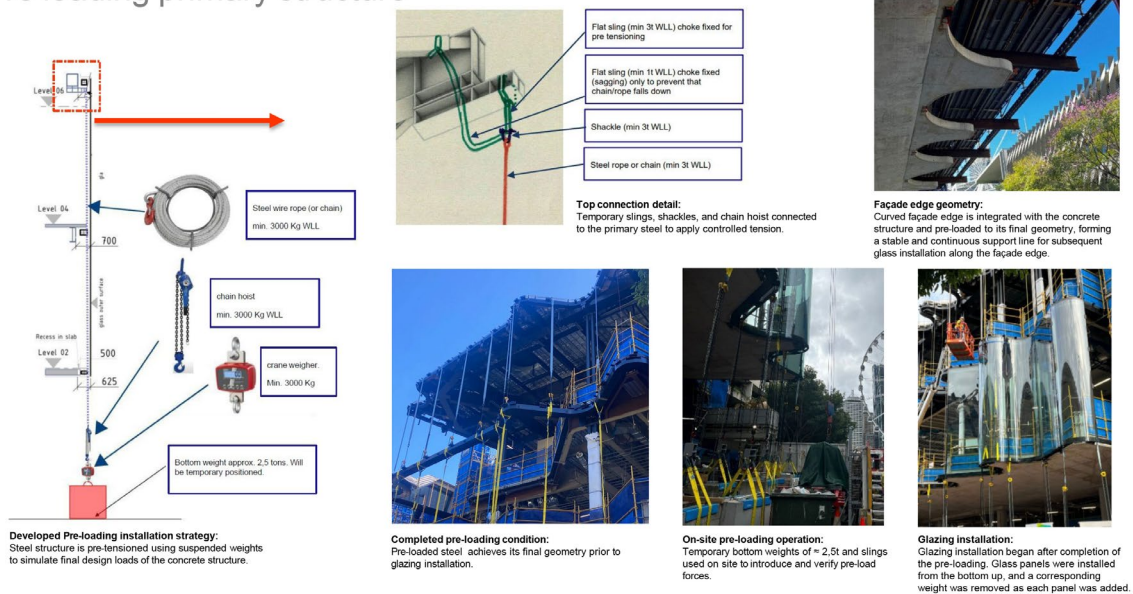 loading primary structure
Level 06
Level 04
700
glass outer surface
Recess in slab
Level 02
500
625
Steel wire rope (or chain)
min. 3000 Kg WLL
chain hoist
min. 3000 Kg WLL
crane weigher.
Min. 3000 Kg
Bottom weight approx. 2,5 tons. Will
be temporary positioned.
Developed Pre-loading installation strategy:
Steel structure is pre-tensioned using suspended weights
to simulate final design loads of the concrete structure.
Flat sling (min 3t WLL) choke fixed for
pre tensioning
Flat sling (min 1t WLL) choke fixed
(sagging) only to prevent that
chain/rope falls down
Shackle (min 3t WLL)
Steel rope or chain (min 3t WLL)
Top connection detail:
Temporary slings, shackles, and chain hoist connected
to the primary steel to apply controlled tension.
Façade edge geometry:
Curved façade edge is integrated with the concrete
structure and pre-loaded to its final geometry, forming
a stable and continuous support line for subsequent
glass installation along the façade edge.
Completed pre-loading condition:
Pre-loaded steel achieves its final geometry prior to
glazing installation.
On-site pre-loading operation:
Temporary bottom weights of ≈ 2,5t and slings
used on site to introduce and verify pre-load
forces.
Glazing installation:
Glazing installation began after completion of
the pre-loading. Glass panels were installed
from the bottom up, and a corresponding
weight was removed as each panel was added.